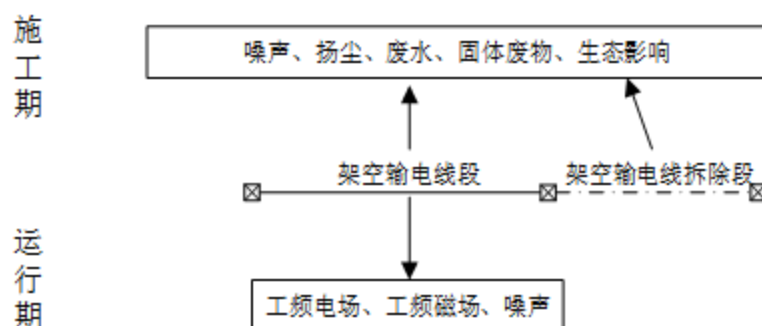 施工期
噪声、扬尘、废水、固体废物、生态影响
架空输电线段
架空输电线拆除段
运行期
工频电场、工频磁场、噪声